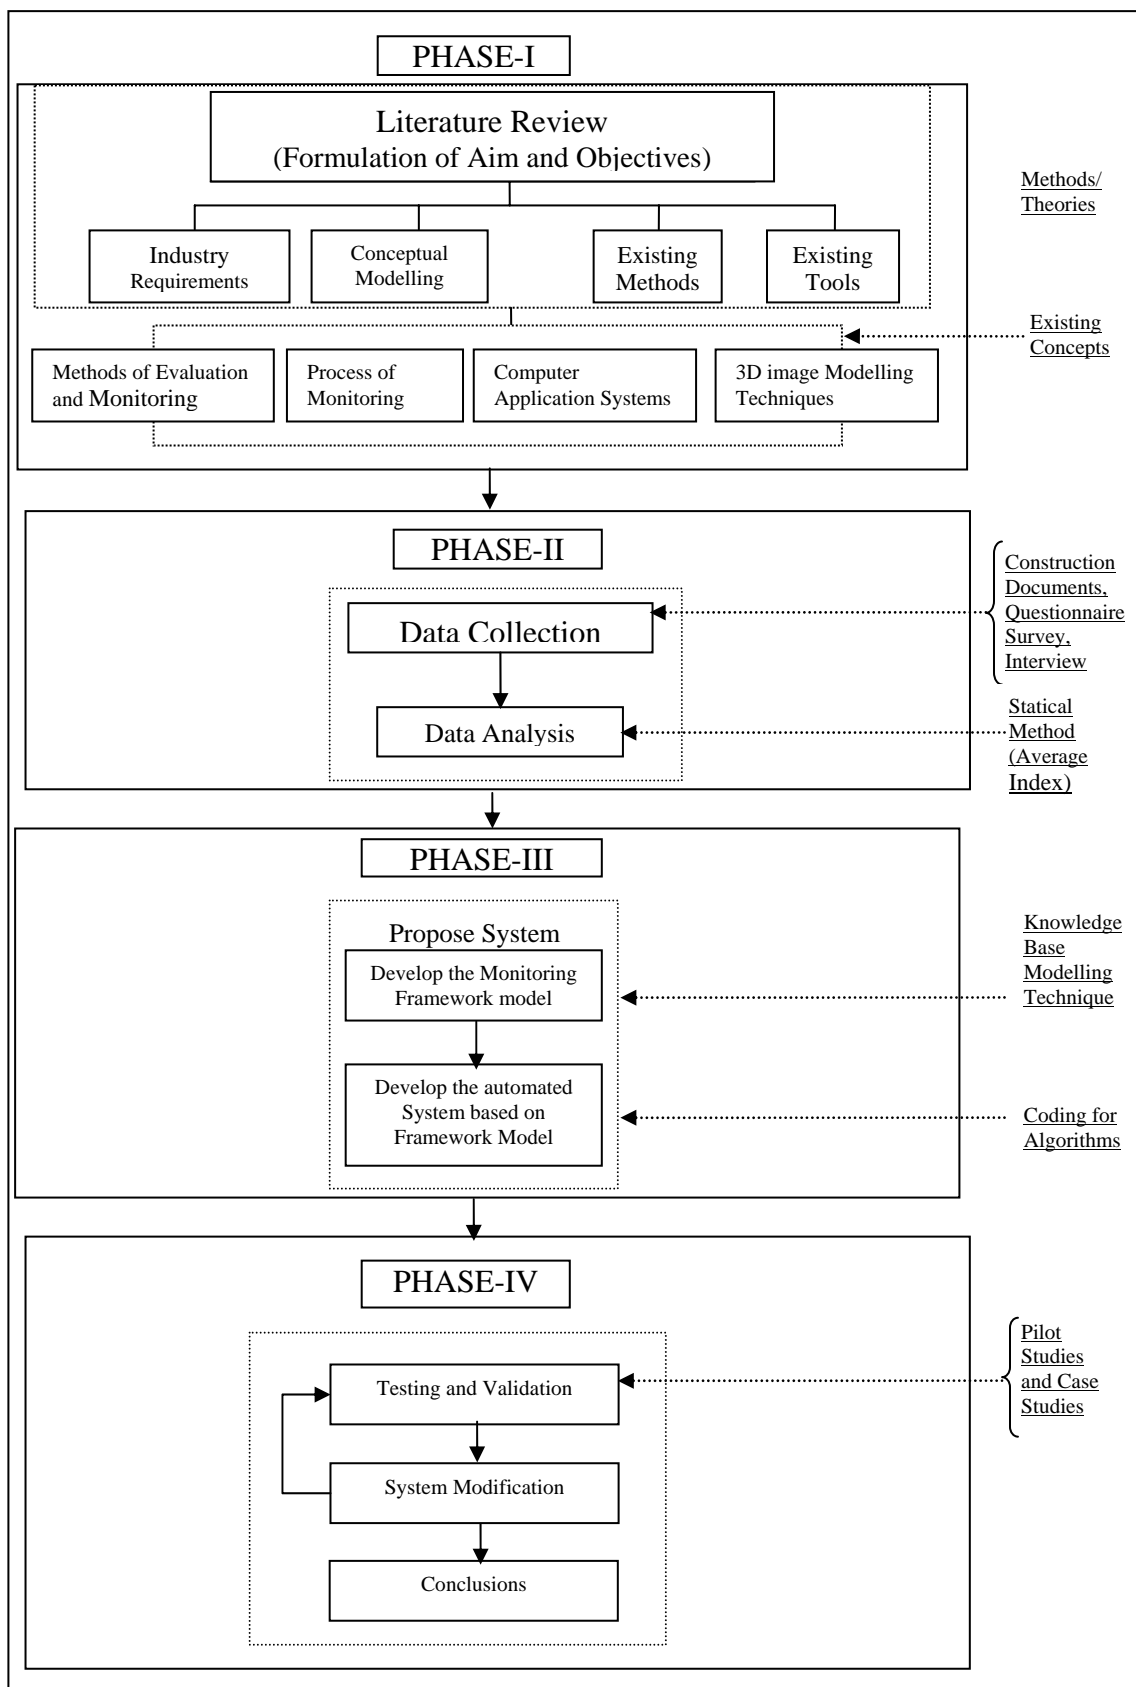 PHASE-I
Literature Review
(Formulation of Aim and Objectives)
Methods/
Theories
Industry
Requirements
Conceptual
Modelling
Existing
Methods
Existing
Tools
Existing
Concepts
Methods of Evaluation
and Monitoring
Process of
Monitoring
Computer
Application Systems
3D image Modelling
Techniques
PHASE-II
Data Collection
Construction
Documents,
Questionnaire
Survey,
Interview
Data Analysis
Statical
Method
(Average
Index)
PHASE-III
Propose System
Develop the Monitoring
Framework model
Knowledge
Base
Modelling
Technique
Develop the automated
System based on
Framework Model
Coding for
Algorithms
PHASE-IV
Testing and Validation
Pilot
Studies
and Case
Studies
System Modification
Conclusions